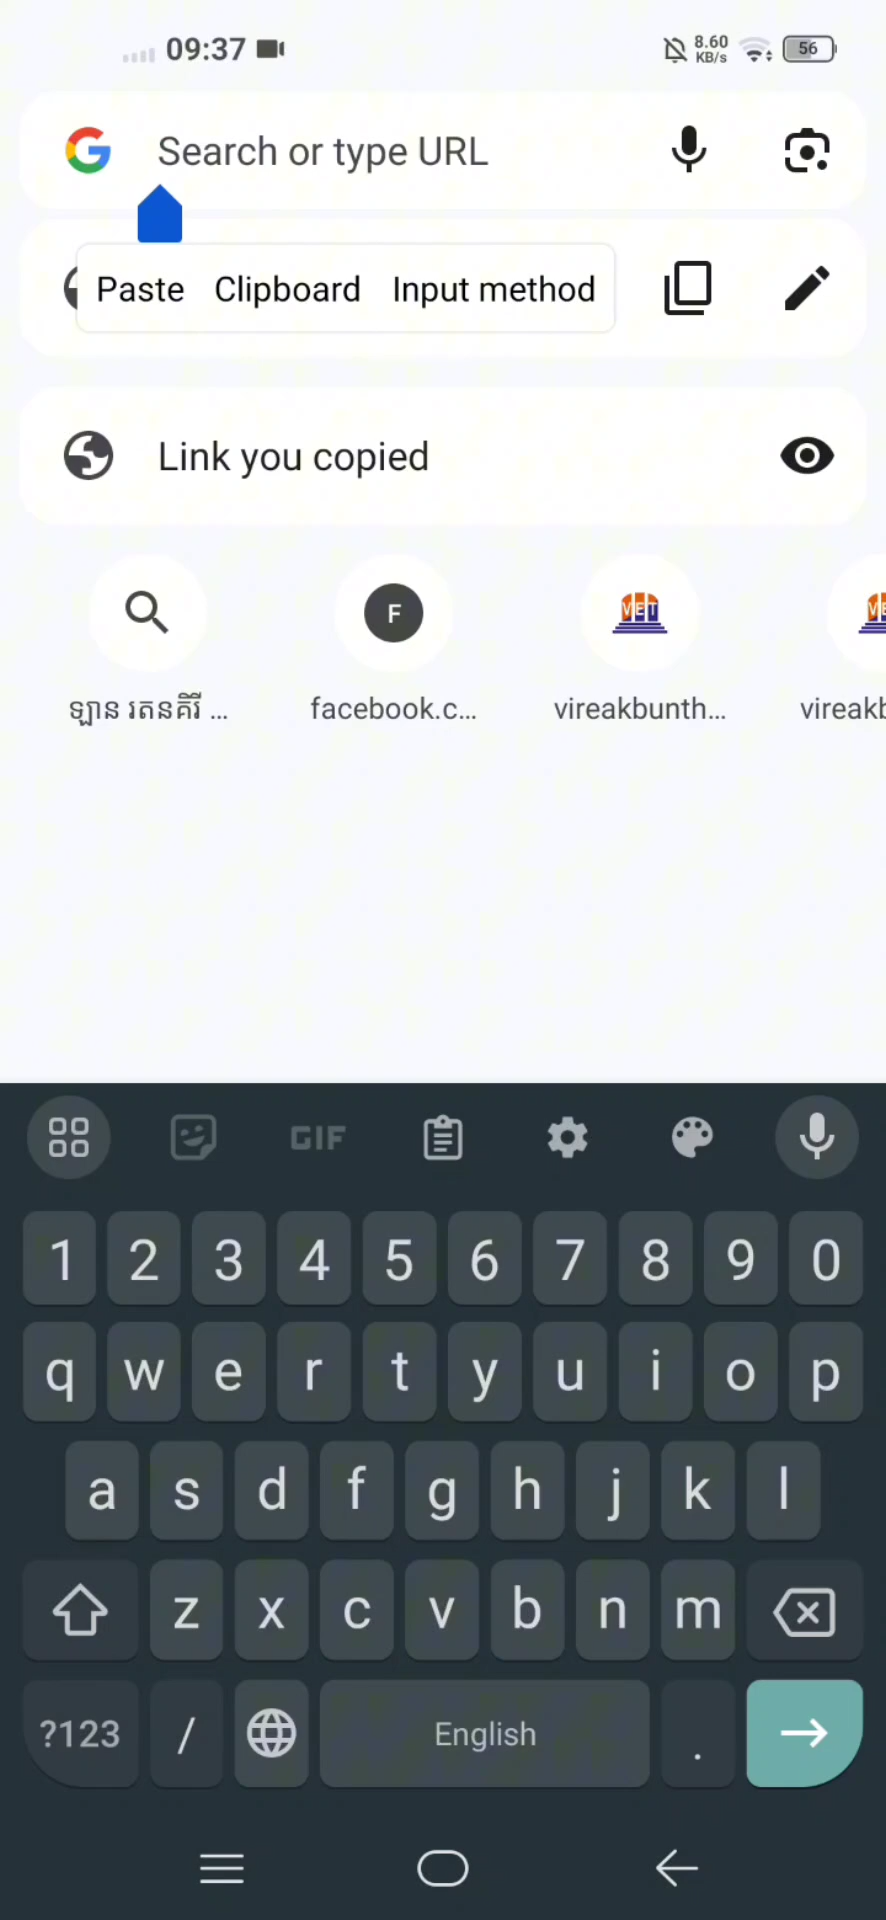 09:37
8.60
KB/s
56
Search or type URL
Paste Clipboard Input method
Link you copied
F
VET
ឡាន រតនគិរី ...
facebook.c...
vireakbunth...
GIF
1 2 3 4 5 6 7 8 9 0
q w e r t y u i o p
a s d f g h j k l
z x c v b n m
?123 / English .